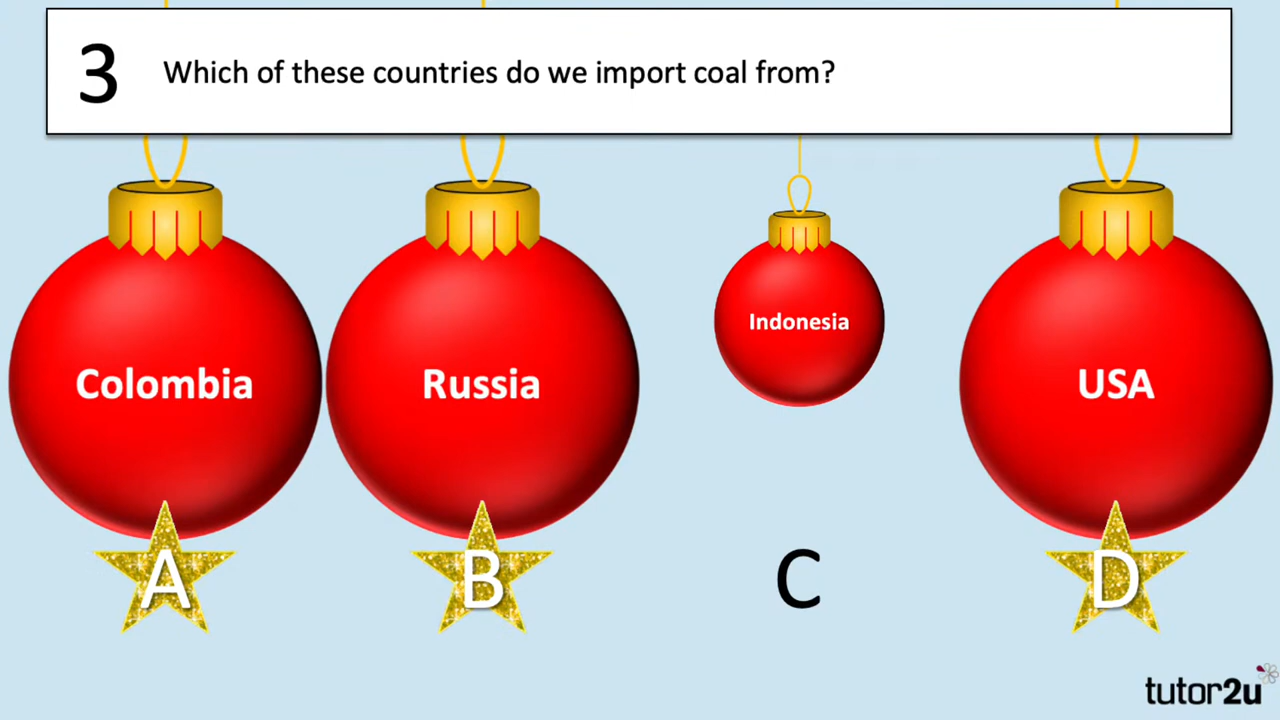 3 Which of these countries do we import coal from?
Colombia
Russia
Indonesia
USA
A
B
C
D
tutor2u